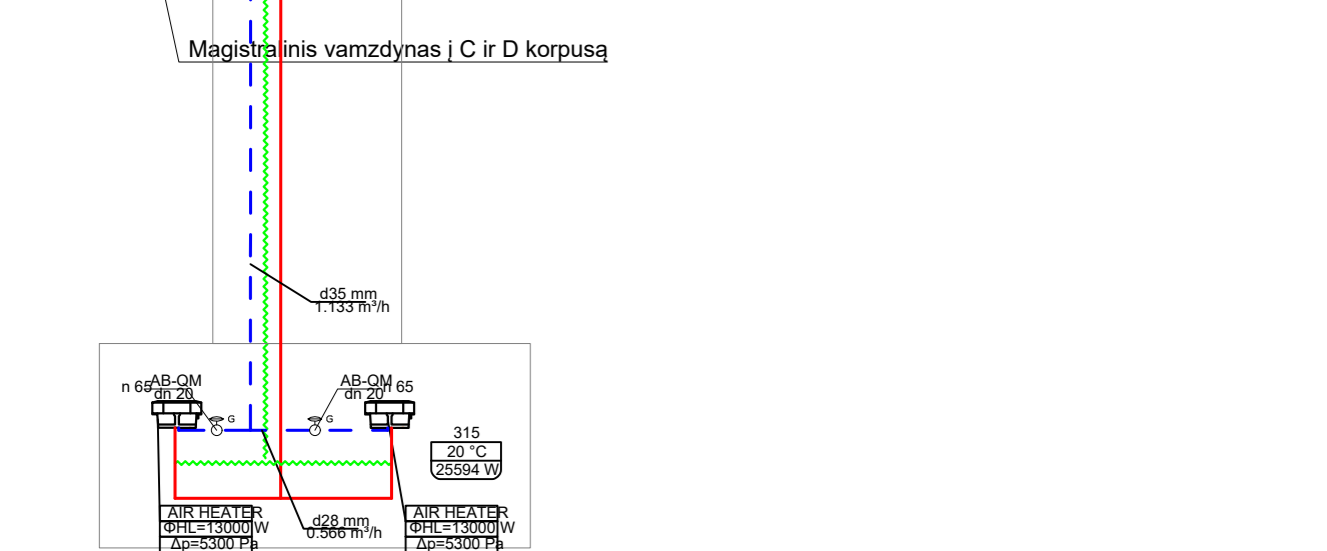 Magistralinis vamzdynas į C ir D korpusą
d35 mm
1.133 m³/h
n 65
AB-QM
dn 20
AB-QM
dn 20
n 65
G
G
315
20 °C
25594 W
AIR HEATER
ΦHL=13000 W
Δp=5300 Pa
d28 mm
0.566 m³/h
AIR HEATER
ΦHL=13000 W
Δp=5300 Pa